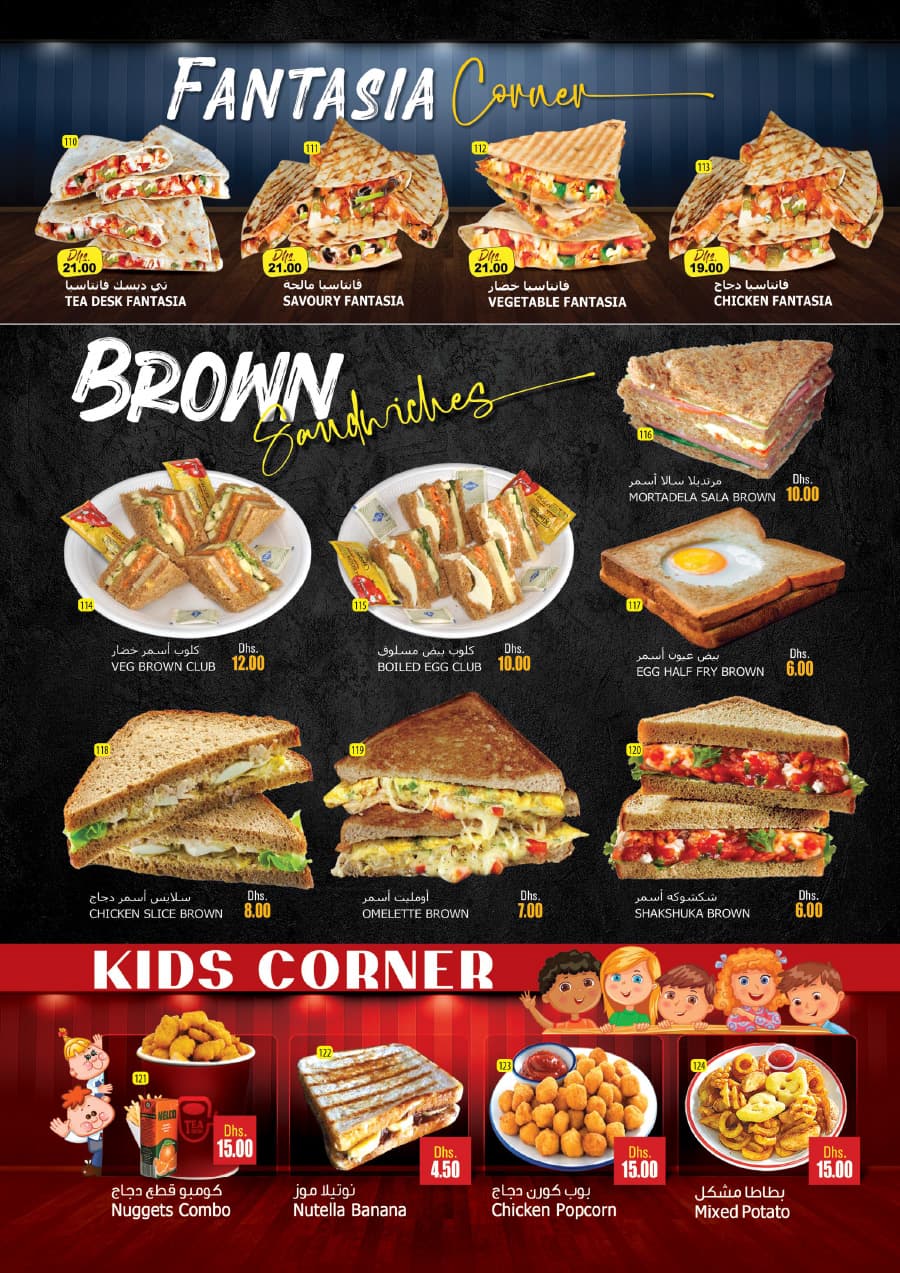 FANTASIA Corner
110
111
112
113
Dhs.
21.00
Dhs.
21.00
Dhs.
21.00
Dhs.
19.00
تي ديسك فانتاسيا
TEA DESK FANTASIA
فانتاسيا مالحة
SAVOURY FANTASIA
فانتاسيا خضار
VEGETABLE FANTASIA
فانتاسيا دجاج
CHICKEN FANTASIA
BROWN
Sandwiches
116
مرتديلا سالا أسمر
MORTADELA SALA BROWN
Dhs.
10.00
114
كلوب أسمر خضار
VEG BROWN CLUB
Dhs.
12.00
115
كلوب بيض مسلوق
BOILED EGG CLUB
Dhs.
10.00
117
بيض عيون أسمر
EGG HALF FRY BROWN
Dhs.
6.00
118
سلايس أسمر دجاج
CHICKEN SLICE BROWN
Dhs.
8.00
119
أومليت أسمر
OMELETTE BROWN
Dhs.
7.00
120
شكشوكه أسمر
SHAKSHUKA BROWN
Dhs.
6.00
KIDS CORNER
121
TEA
Dhs.
15.00
كومبو قطع دجاج
Nuggets Combo
122
Dhs.
4.50
نوتيلا موز
Nutella Banana
123
Dhs.
15.00
بوب كورن دجاج
Chicken Popcorn
124
Dhs.
15.00
بطاطا مشكل
Mixed Potato